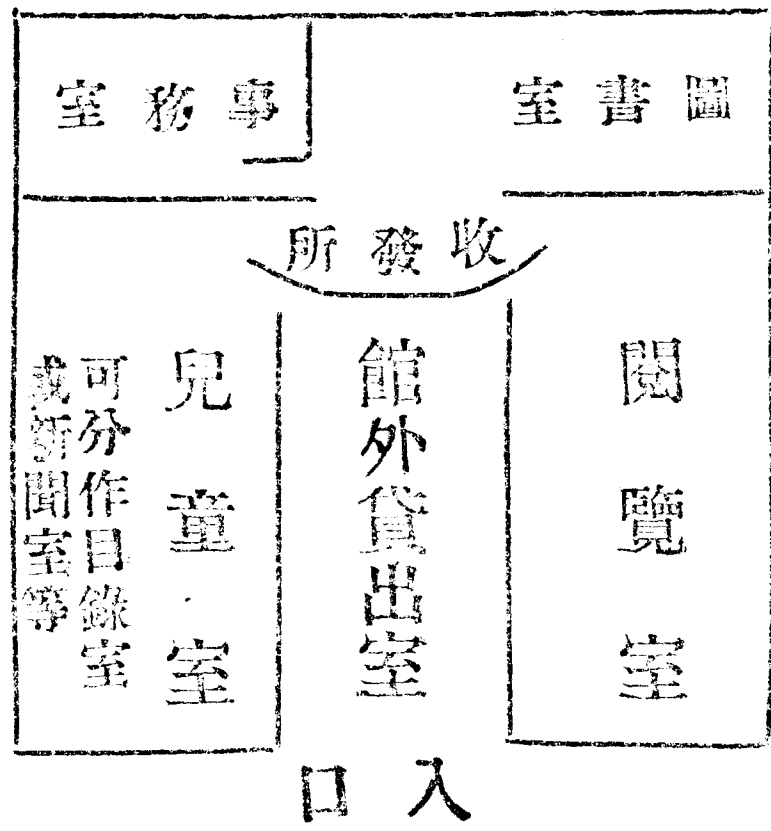 圖書室
事務室
收發所
閱覽室
館外貸出室
兒童室
可分作目錄室
或新聞室等
入口